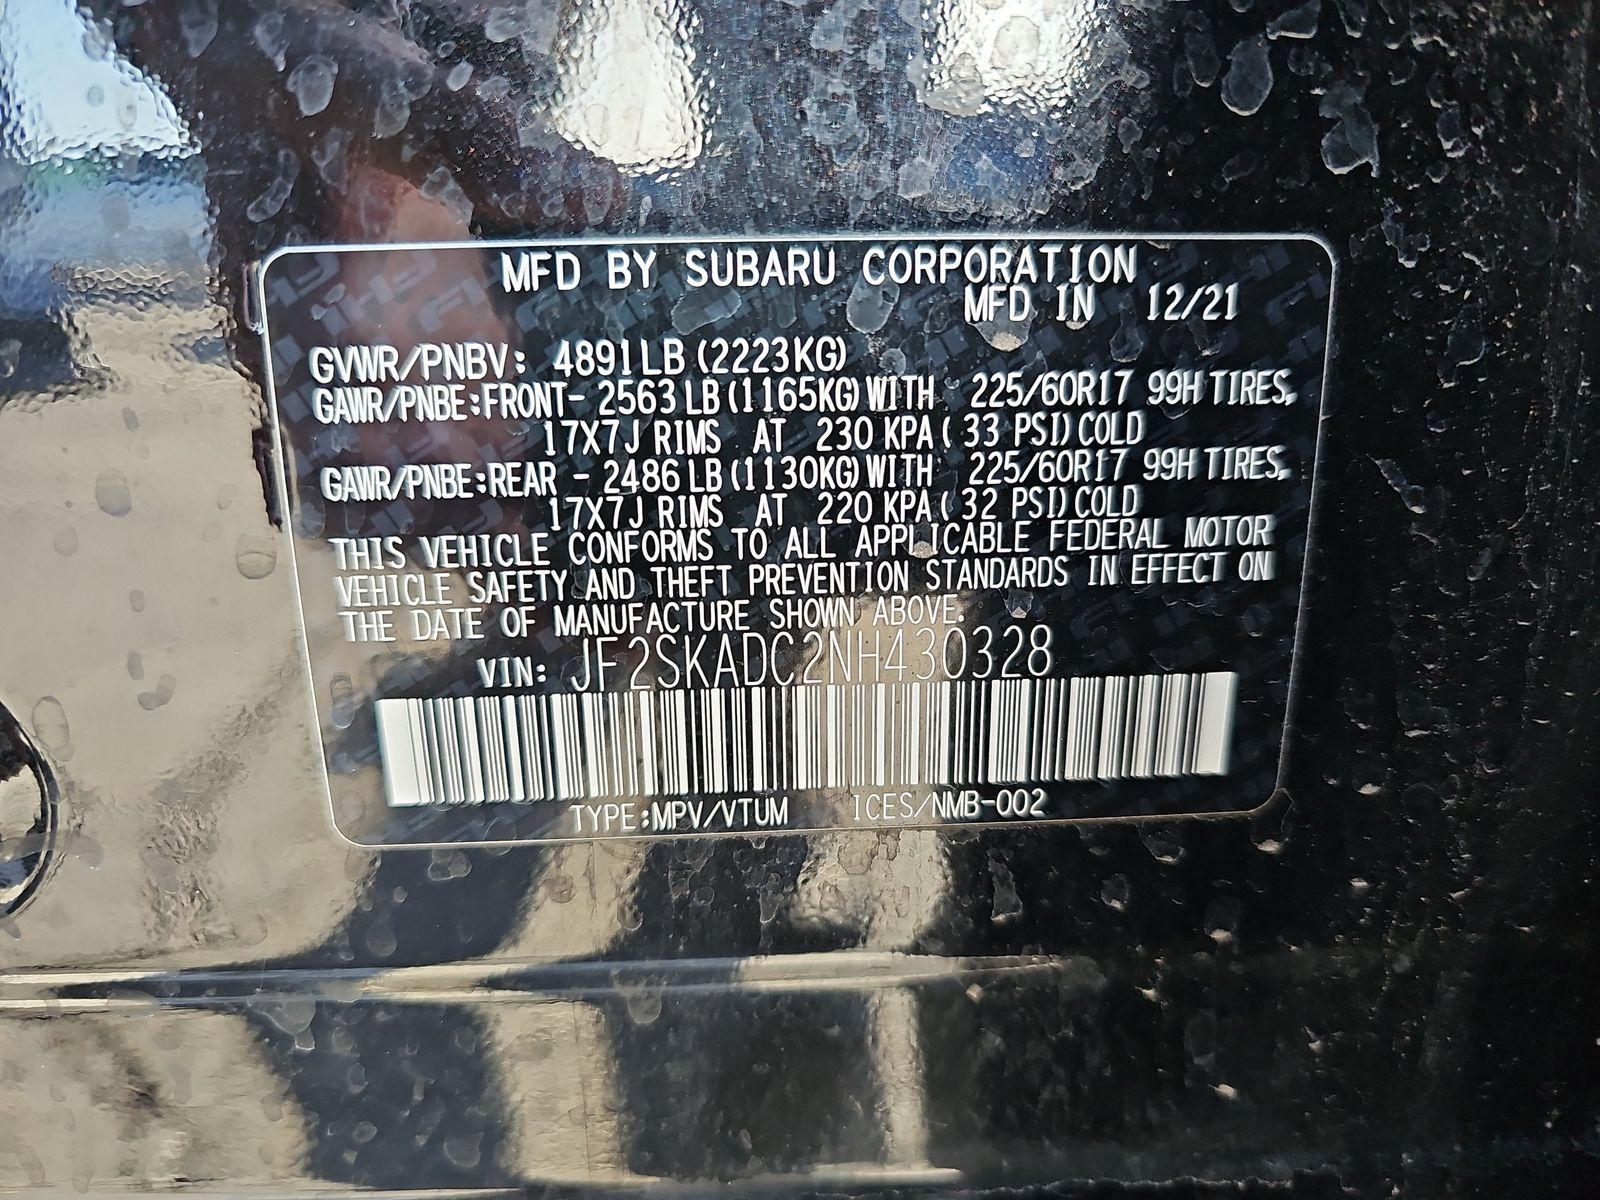 MFD BY SUBARU CORPORATION
MFD IN 12/21
GVWR/PNBV: 4891LB (2223KG)
GAWR/PNBE:FRONT- 2563 LB (1165KG) WITH 225/60R17 99H TIRES,
17X7J RIMS AT 230 KPA ( 33 PSI) COLD
GAWR/PNBE:REAR - 2486 LB (1130KG) WITH 225/60R17 99H TIRES,
17X7J RIMS AT 220 KPA ( 32 PSI) COLD
THIS VEHICLE CONFORMS TO ALL APPLICABLE FEDERAL MOTOR
VEHICLE SAFETY AND THEFT PREVENTION STANDARDS IN EFFECT ON
THE DATE OF MANUFACTURE SHOWN ABOVE.
VIN: JF2SKADC2NH430328
TYPE:MPV/VTUM ICES/NMB-002